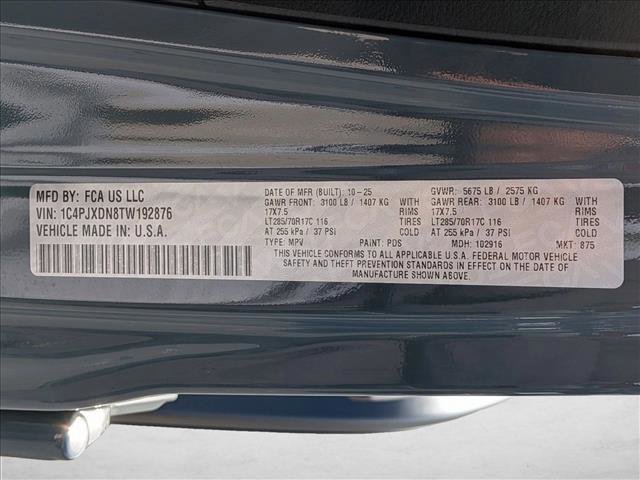 MFD BY: FCA US LLC
VIN: 1C4PJXDN8TW192876
VEHICLE MADE IN: U.S.A.
DATE OF MFR (BUILT): 10-25 GVWR: 5675 LB / 2575 KG
GAWR FRONT: 3100 LB / 1407 KG WITH GAWR REAR: 3100 LB / 1407 KG WITH
17X7.5 RIMS 17X7.5 RIMS
LT285/70R17C 116 TIRES LT285/70R17C 116 TIRES
AT 255 kPa / 37 PSI COLD AT 255 kPa / 37 PSI COLD
TYPE: MPV PAINT: PDS MDH: 102916 MKT: 875
THIS VEHICLE CONFORMS TO ALL APPLICABLE U.S.A. FEDERAL MOTOR VEHICLE
SAFETY AND THEFT PREVENTION STANDARDS IN EFFECT ON THE DATE OF
MANUFACTURE SHOWN ABOVE.